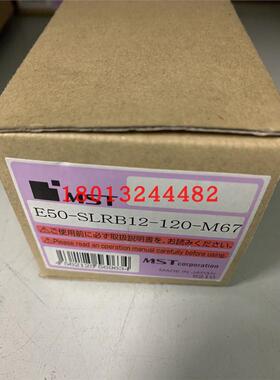 MST
18013244482
E50-SLRB12-120-M67
⚠ご使用前に必ず取扱説明書を、お読みください。
⚠Please read an operation manual carefully before using.
MST corporation
MADE IN JAPAN